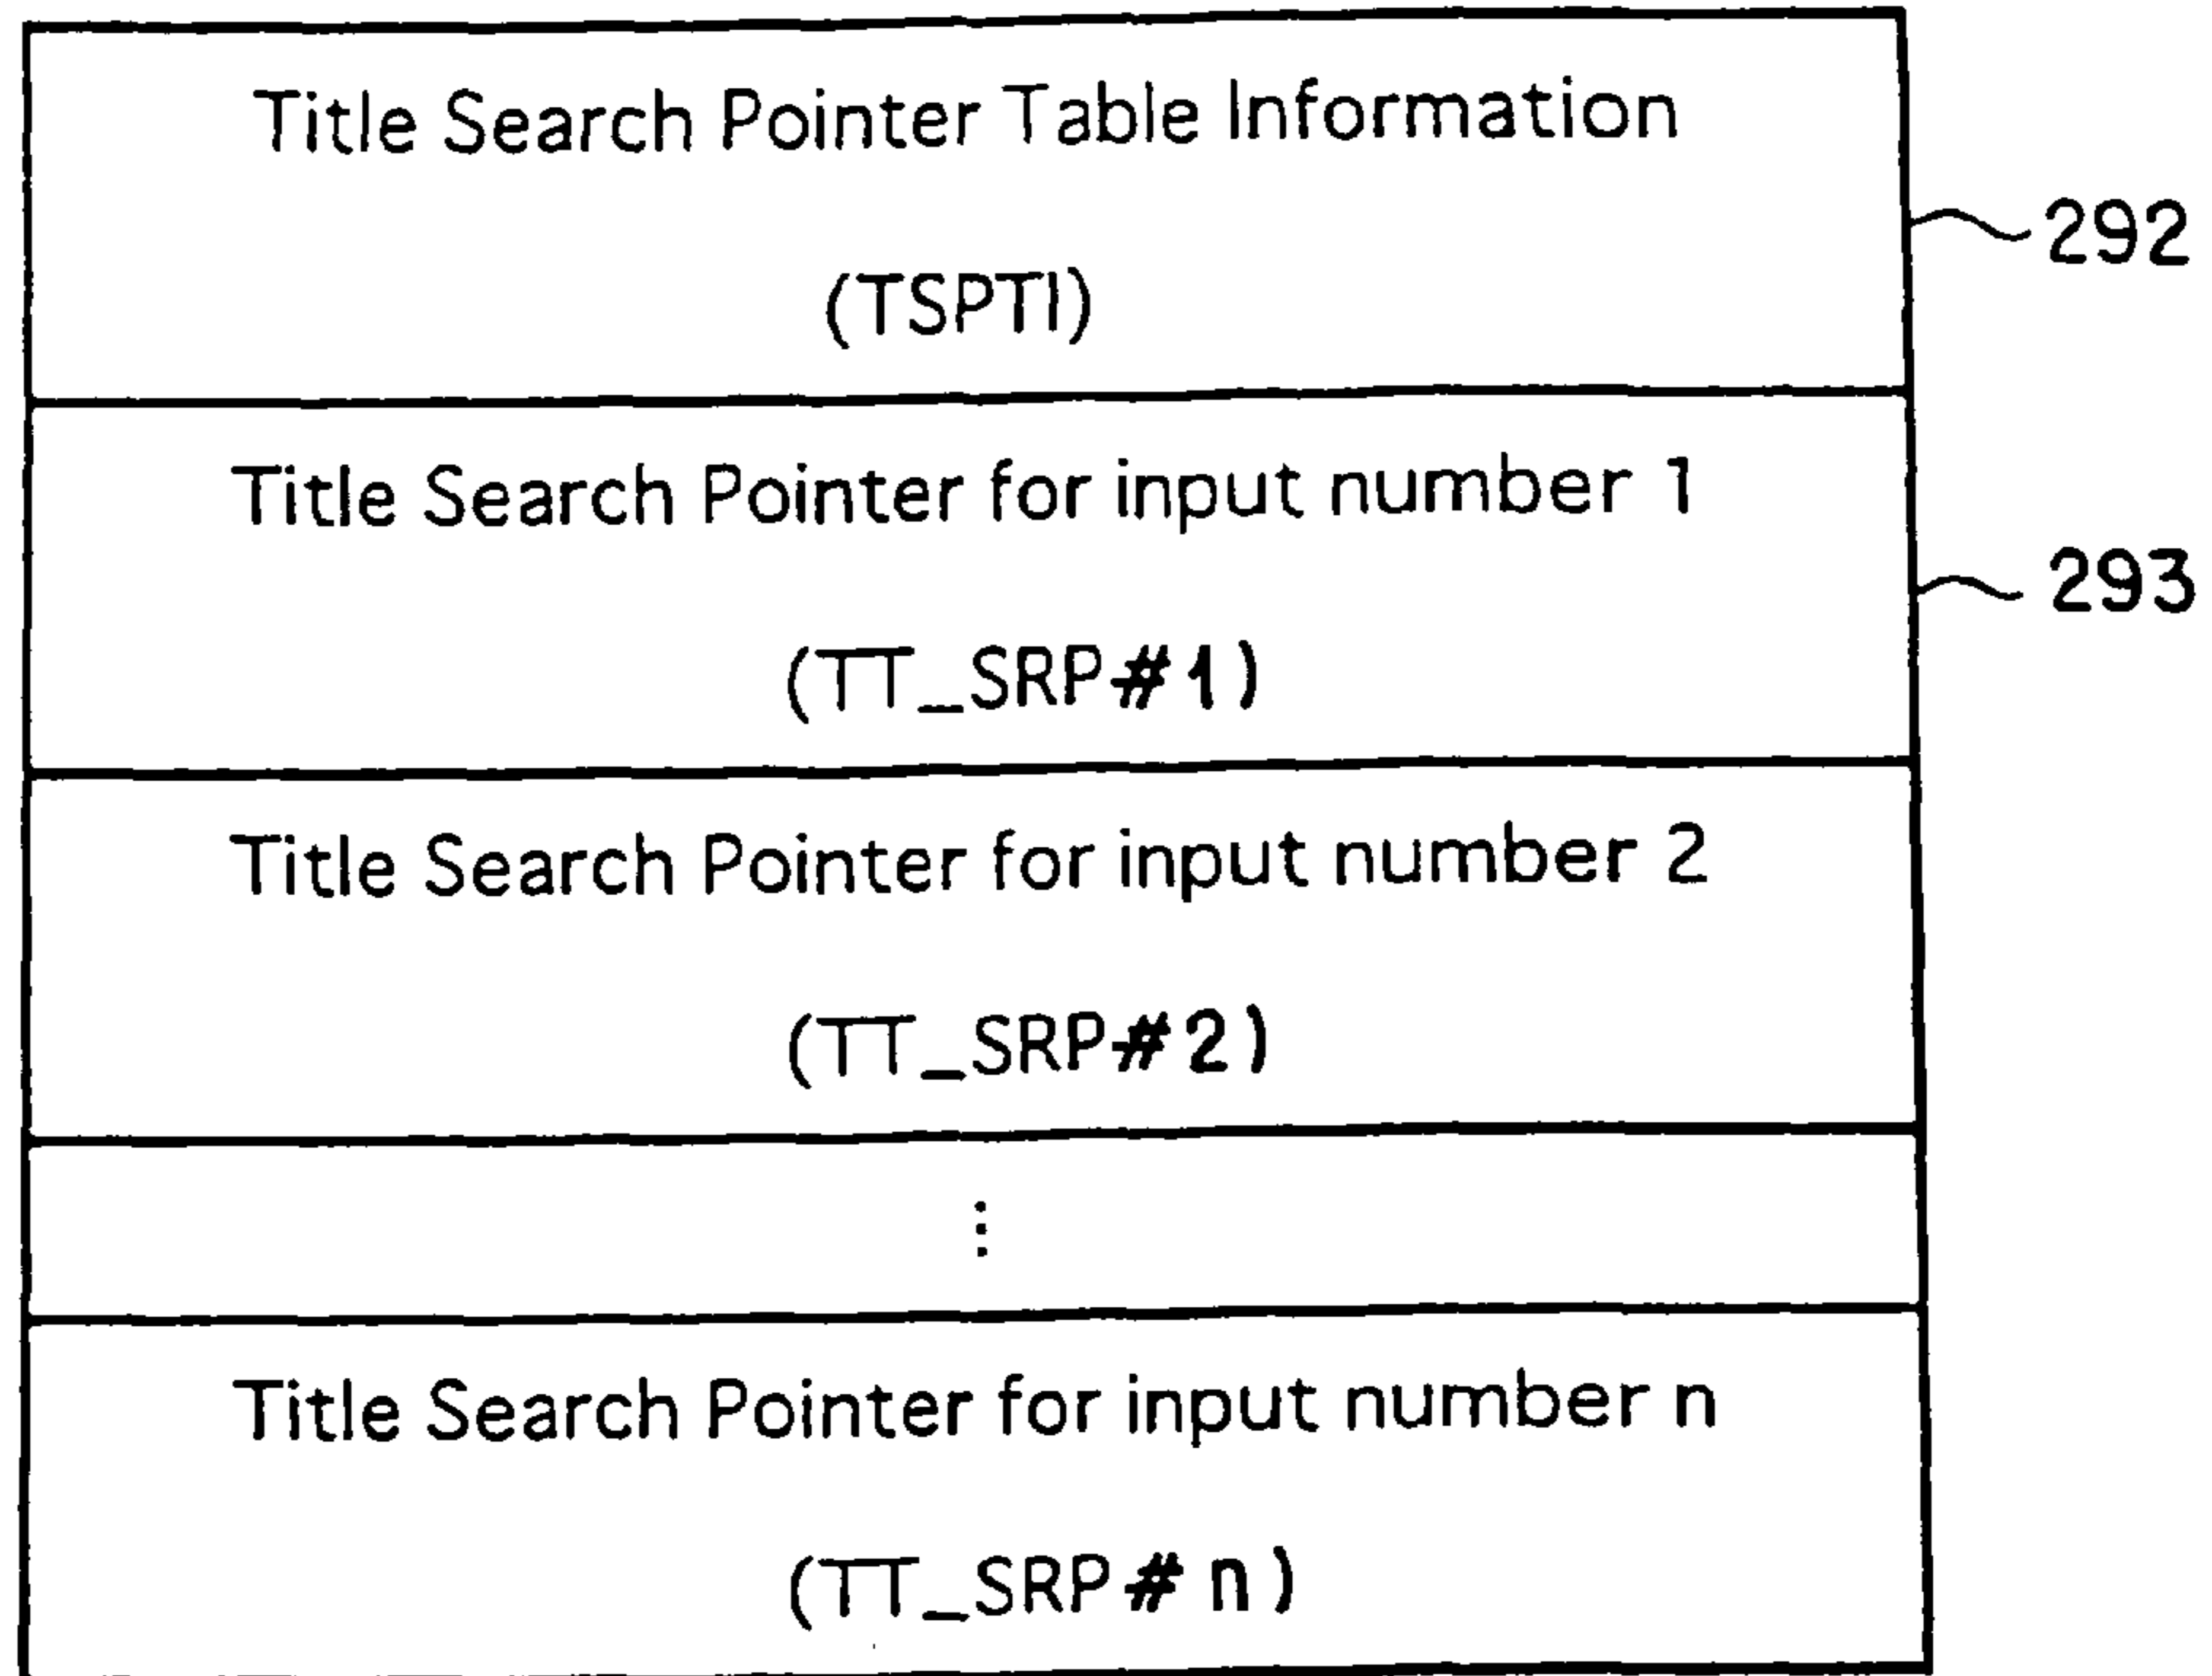 Title Search Pointer Table Information
(TSPTI)
292
Title Search Pointer for input number 1
293
(TT_SRP#1)
Title Search Pointer for input number 2
(TT_SRP#2)
⋮
Title Search Pointer for input number n
(TT_SRP#n)